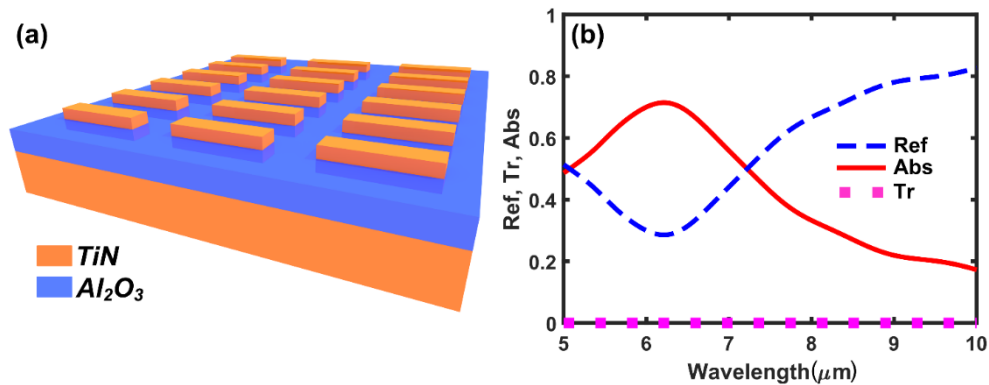 (a)
TiN
Al₂O₃
(b)
Ref, Tr, Abs
1
0.8
0.6
0.4
0.2
0
Ref
Abs
Tr
5 6 7 8 9 10
Wavelength(μm)